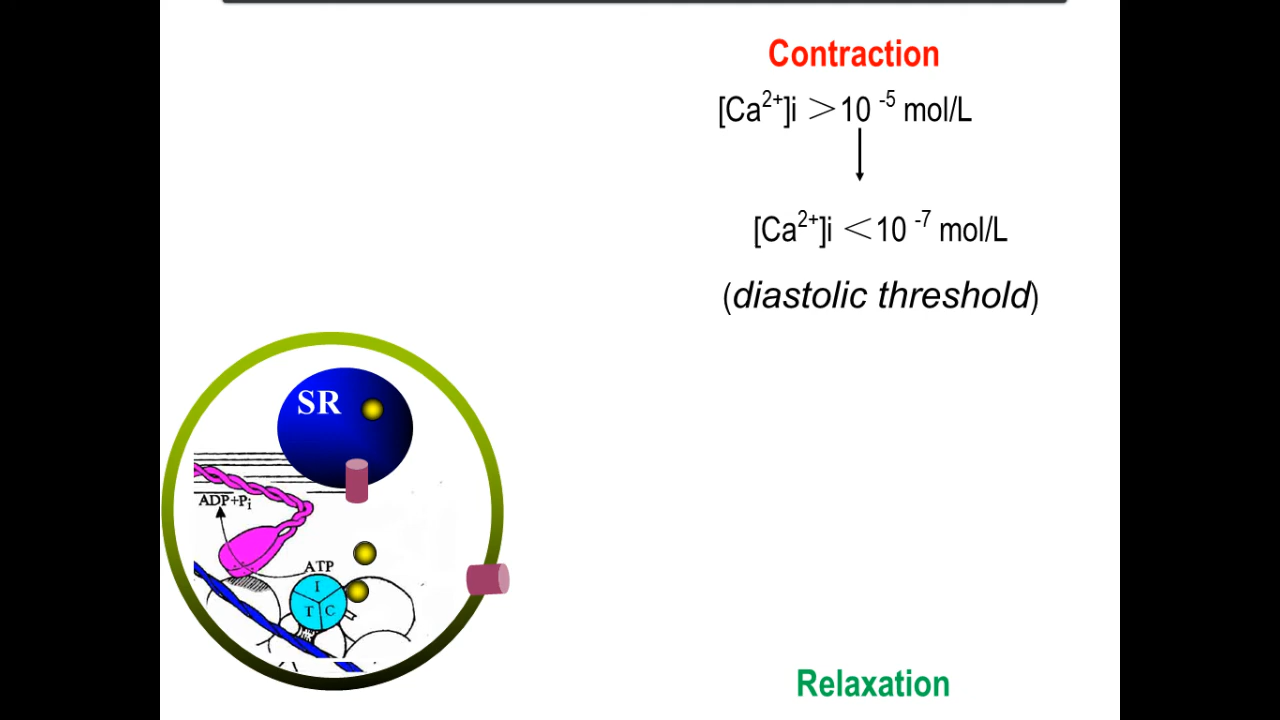 Contraction
[Ca2+]i ＞10 -5 mol/L
[Ca2+]i ＜10 -7 mol/L
(diastolic threshold)
SR
ADP+Pi
ATP
I
T C
Relaxation